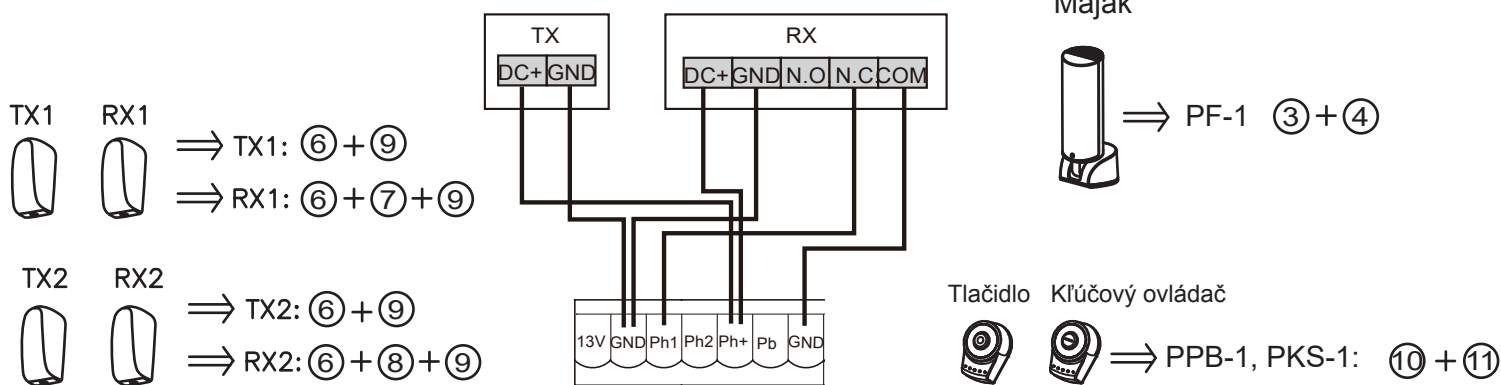 TX1 RX1
⇒ TX1: ⑥+⑨
⇒ RX1: ⑥+⑦+⑨
TX2 RX2
⇒ TX2: ⑥+⑨
⇒ RX2: ⑥+⑧+⑨
TX
DC+ GND
RX
DC+ GND N.O N.C. COM
13V GND Ph1 Ph2 Ph+ Pb GND
Maják
⇒ PF-1 ③+④
Tlačidlo Kľúčový ovládač
⇒ PPB-1, PKS-1: ⑩+⑪